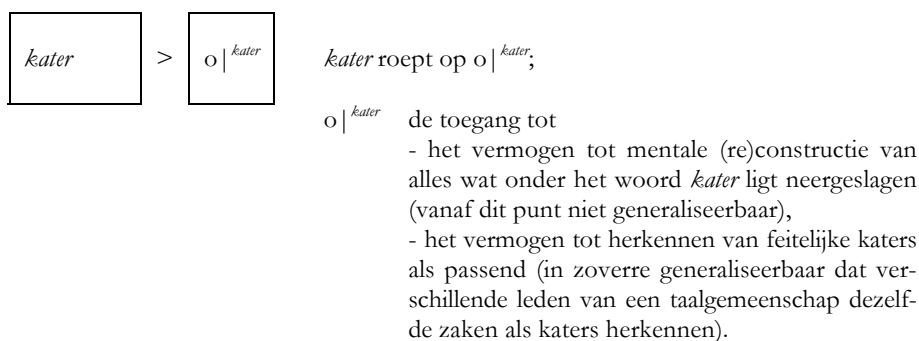 kater > o|kater kater roept op o|kater;
o|kater de toegang tot
- het vermogen tot mentale (re)constructie van
alles wat onder het woord kater ligt neergeslagen
(vanaf dit punt niet generaliseerbaar),
- het vermogen tot herkennen van feitelijke katers
als passend (in zoverre generaliseerbaar dat ver-
schillende leden van een taalgemeenschap dezelf-
de zaken als katers herkennen).